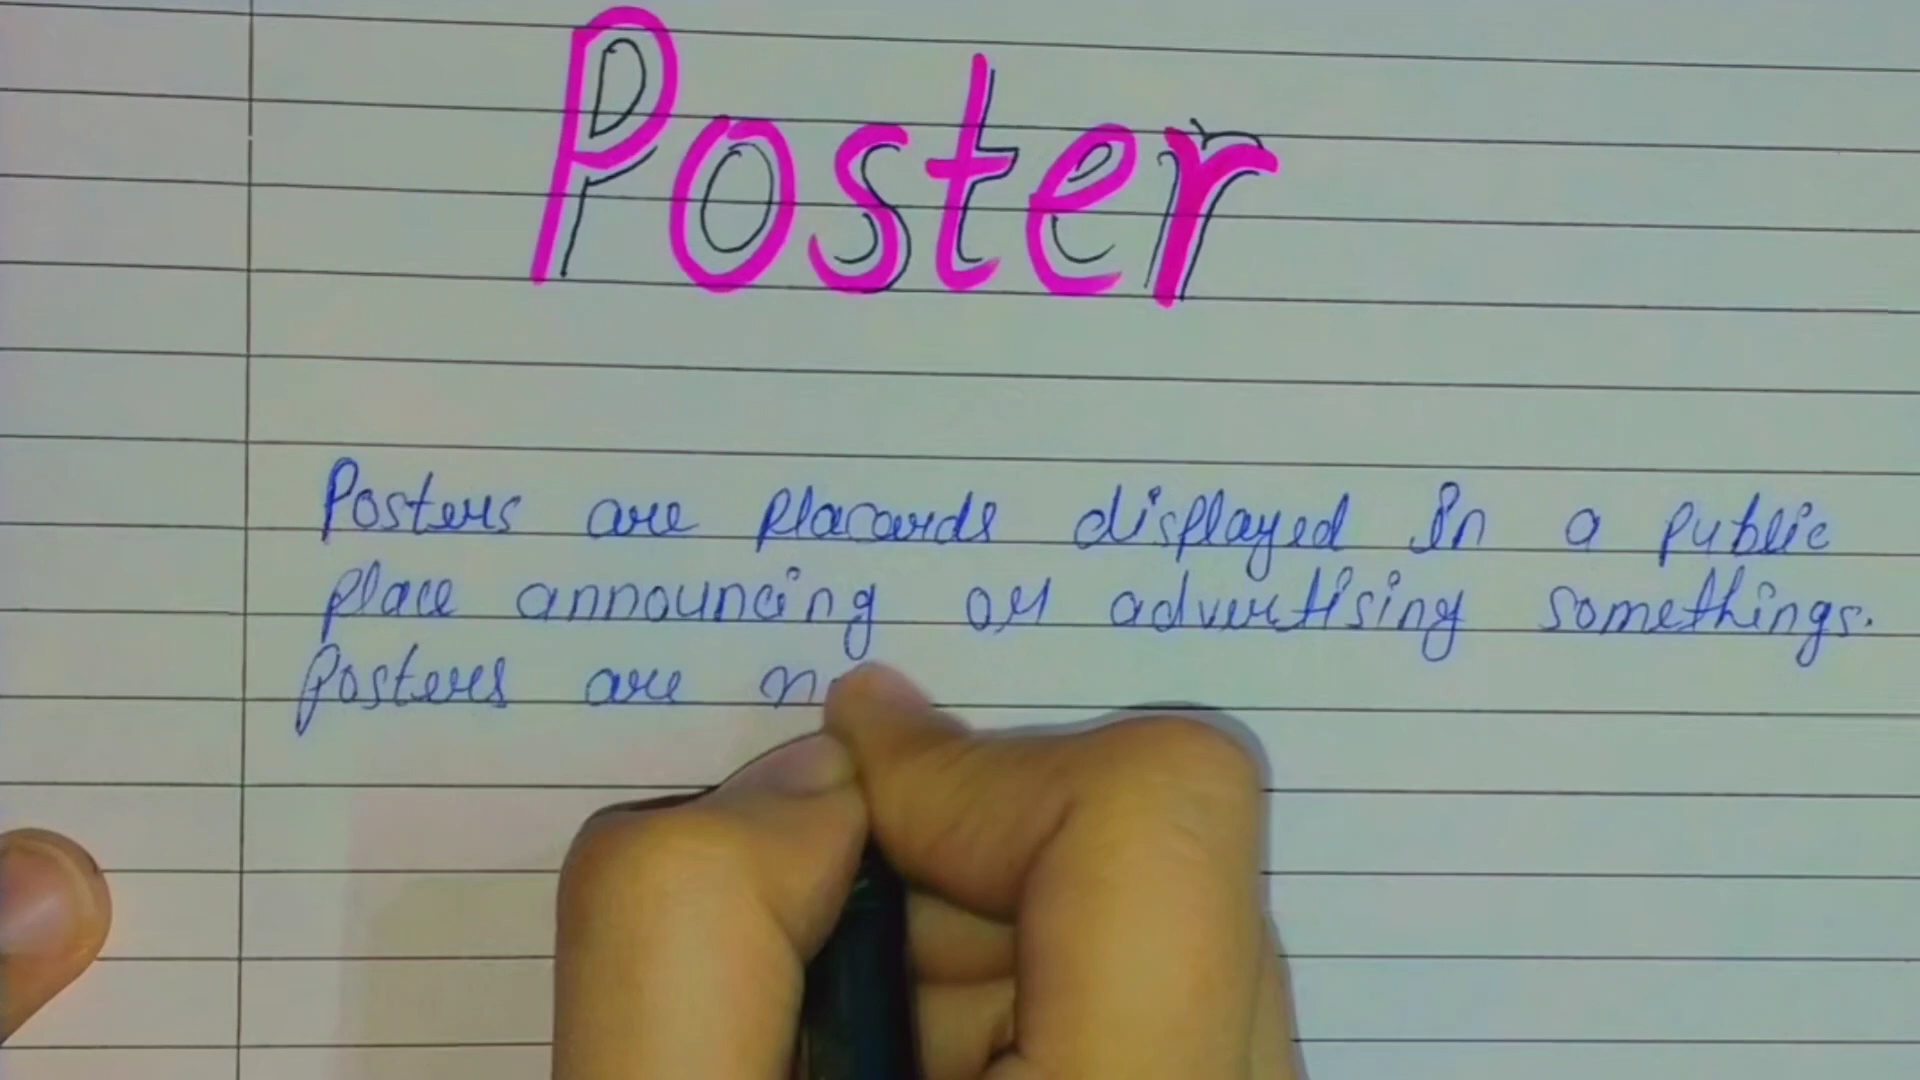 Poster
Posters are placards displayed in a public
place announcing or advertising somethings.
Posters are